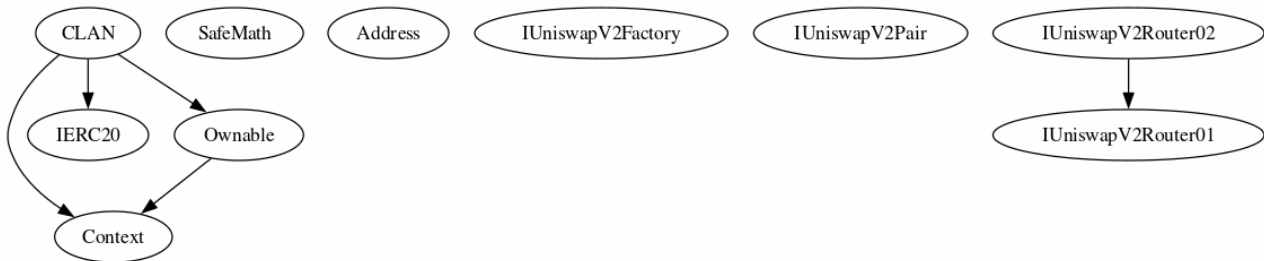 CLAN
SafeMath
Address
IUniswapV2Factory
IUniswapV2Pair
IUniswapV2Router02
IERC20
Ownable
IUniswapV2Router01
Context